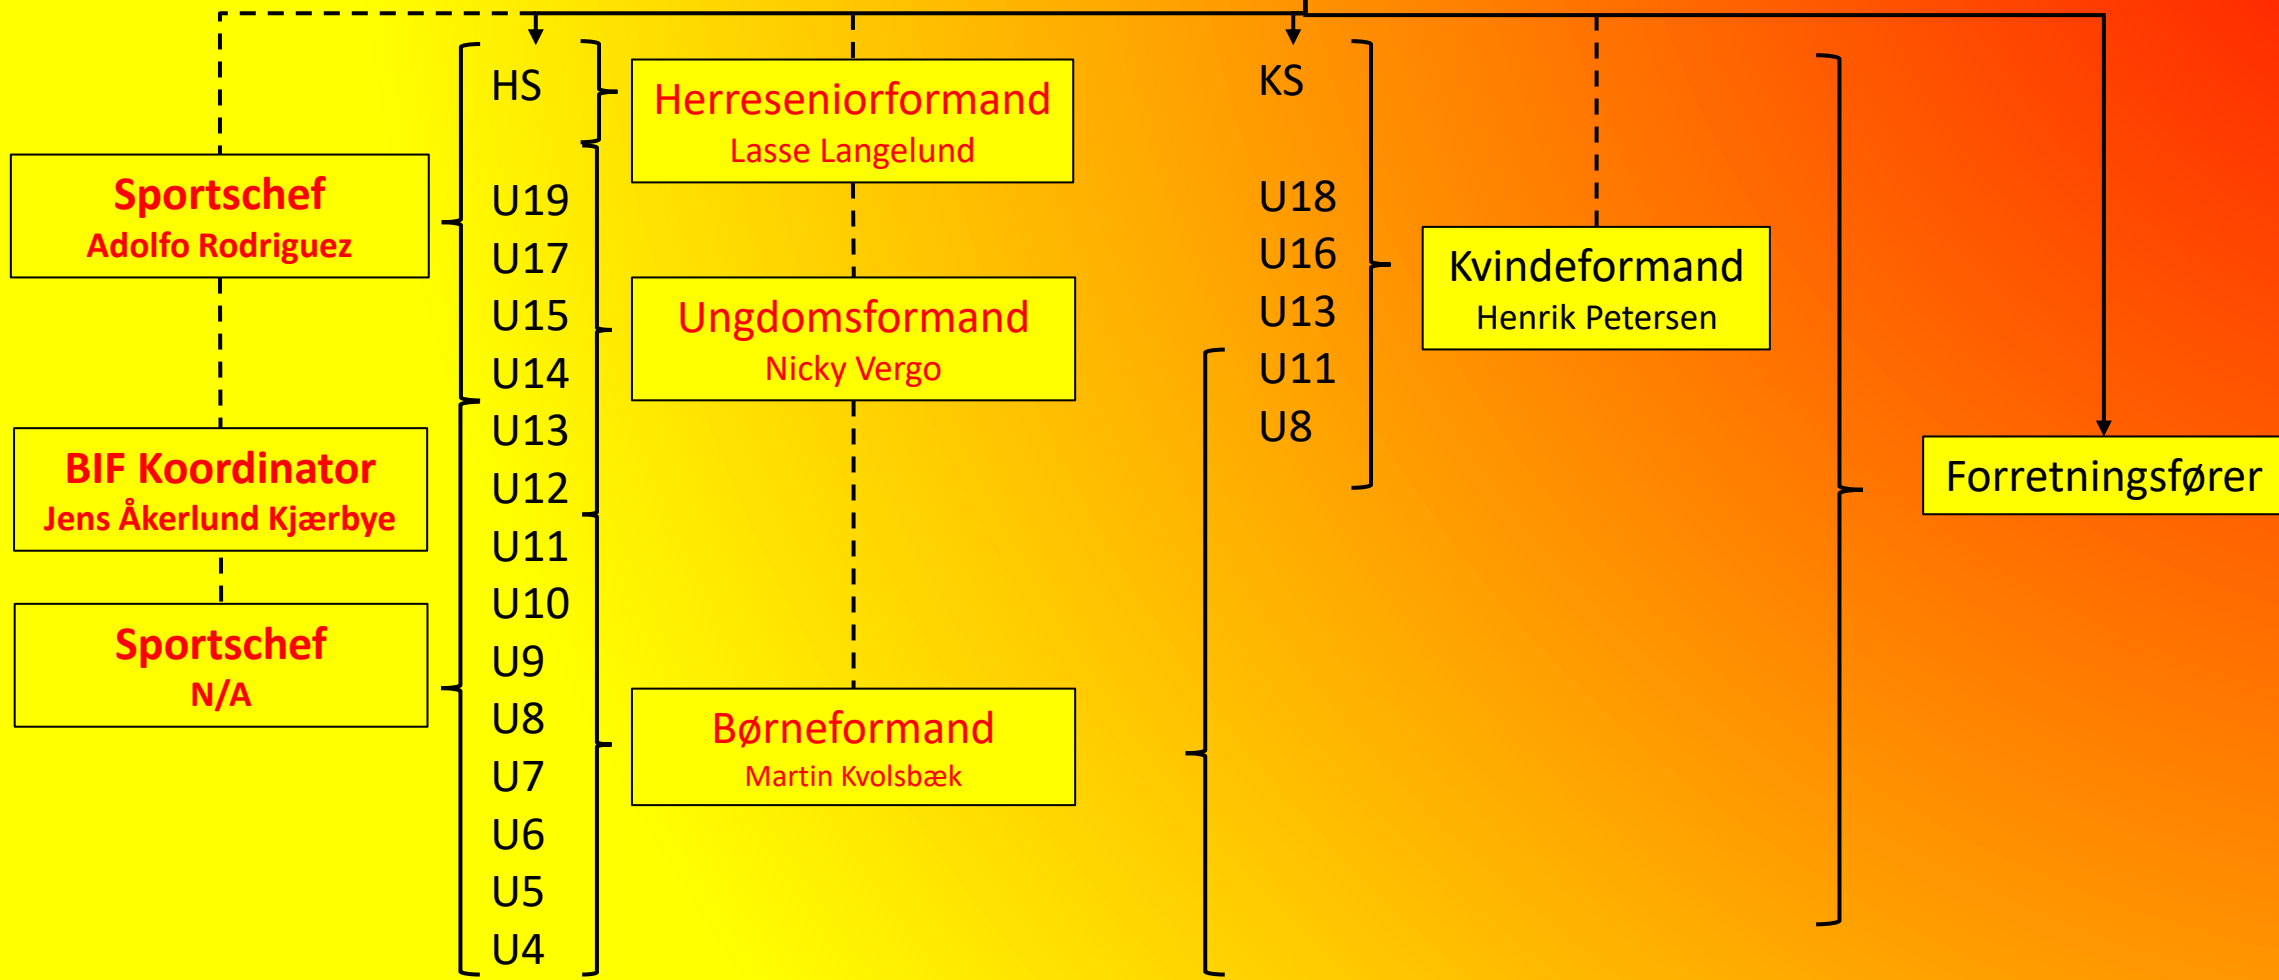 Sportschef
Adolfo Rodriguez
BIF Koordinator
Jens Åkerlund Kjærbye
Sportschef
N/A
HS
U19
U17
U15
U14
U13
U12
U11
U10
U9
U8
U7
U6
U5
U4
Herreseniorformand
Lasse Langelund
Ungdomsformand
Nicky Vergo
Børneformand
Martin Kvolsbæk
KS
U18
U16
U13
U11
U8
Kvindeformand
Henrik Petersen
Forretningsfører